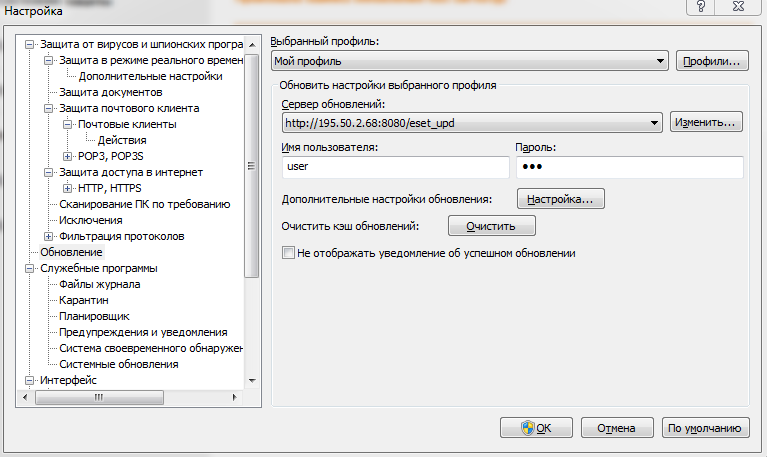 Настройка
Защита от вирусов и шпионских програ
Защита в режиме реального времен
Дополнительные настройки
Защита документов
Защита почтового клиента
Почтовые клиенты
Действия
POP3, POP3S
Защита доступа в интернет
HTTP, HTTPS
Сканирование ПК по требованию
Исключения
Фильтрация протоколов
Обновление
Служебные программы
Файлы журнала
Карантин
Планировщик
Предупреждения и уведомления
Система своевременного обнаружен
Системные обновления
Интерфейс
Выбранный профиль:
Мой профиль
Профили...
Обновить настройки выбранного профиля
Сервер обновлений:
http://195.50.2.68:8080/eset_upd
Изменить...
Имя пользователя:
Пароль:
user
•••
Дополнительные настройки обновления:
Настройка...
Очистить кэш обновлений:
Очистить
Не отображать уведомление об успешном обновлении
ОК
Отмена
По умолчанию